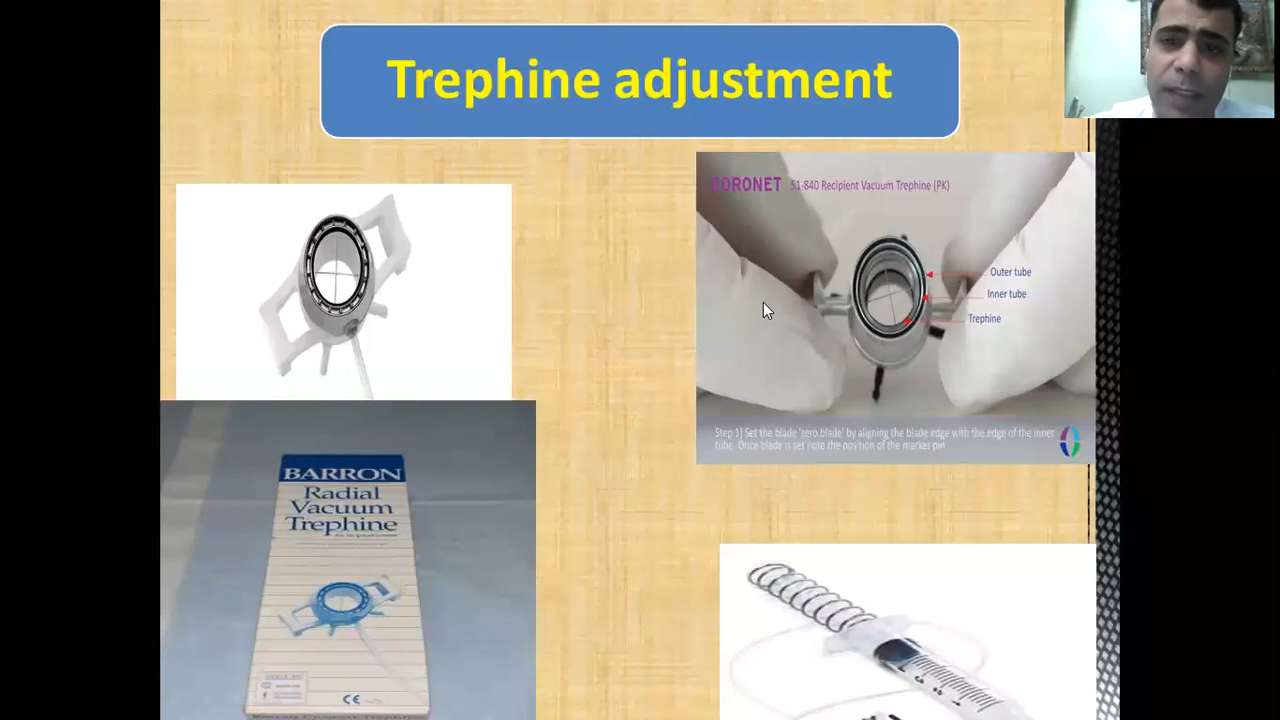 Trephine adjustment
CORONET 51-840 Recipient Vacuum Trephine (PK)
Outer tube
Inner tube
Trephine
Step 1] Set the blade 'zero blade' by aligning the blade edge with the edge of the inner
tube. Once blade is set note the position of the marker pin
BARRON
Radial
Vacuum
Trephine
CE